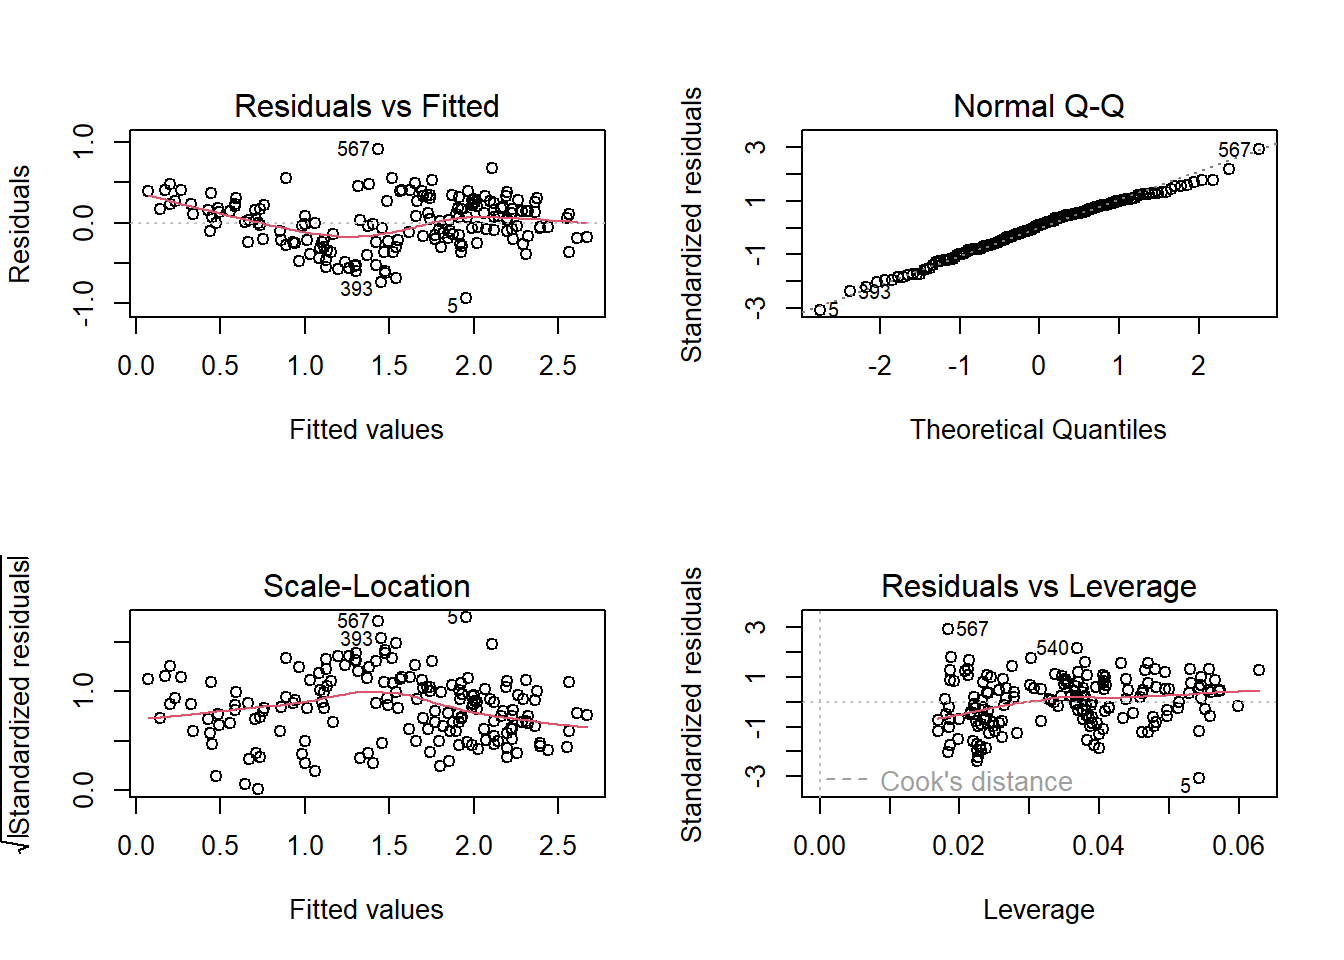 Residuals vs Fitted
Residuals
1.0
0.0
-1.0
567
393
5
0.0 0.5 1.0 1.5 2.0 2.5
Fitted values
Normal Q-Q
Standardized residuals
3
1
-1
-3
567
393
5
-2 -1 0 1 2
Theoretical Quantiles
Scale-Location
√|Standardized residuals|
1.0
0.0
567
393
5
0.0 0.5 1.0 1.5 2.0 2.5
Fitted values
Residuals vs Leverage
Standardized residuals
3
1
-1
-3
567
540
5
Cook's distance
0.00 0.02 0.04 0.06
Leverage